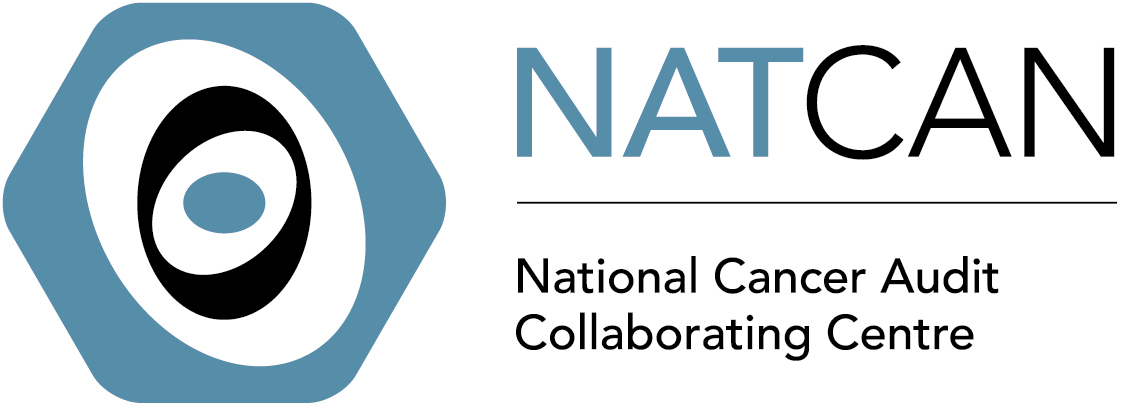 NATCAN
National Cancer Audit
Collaborating Centre